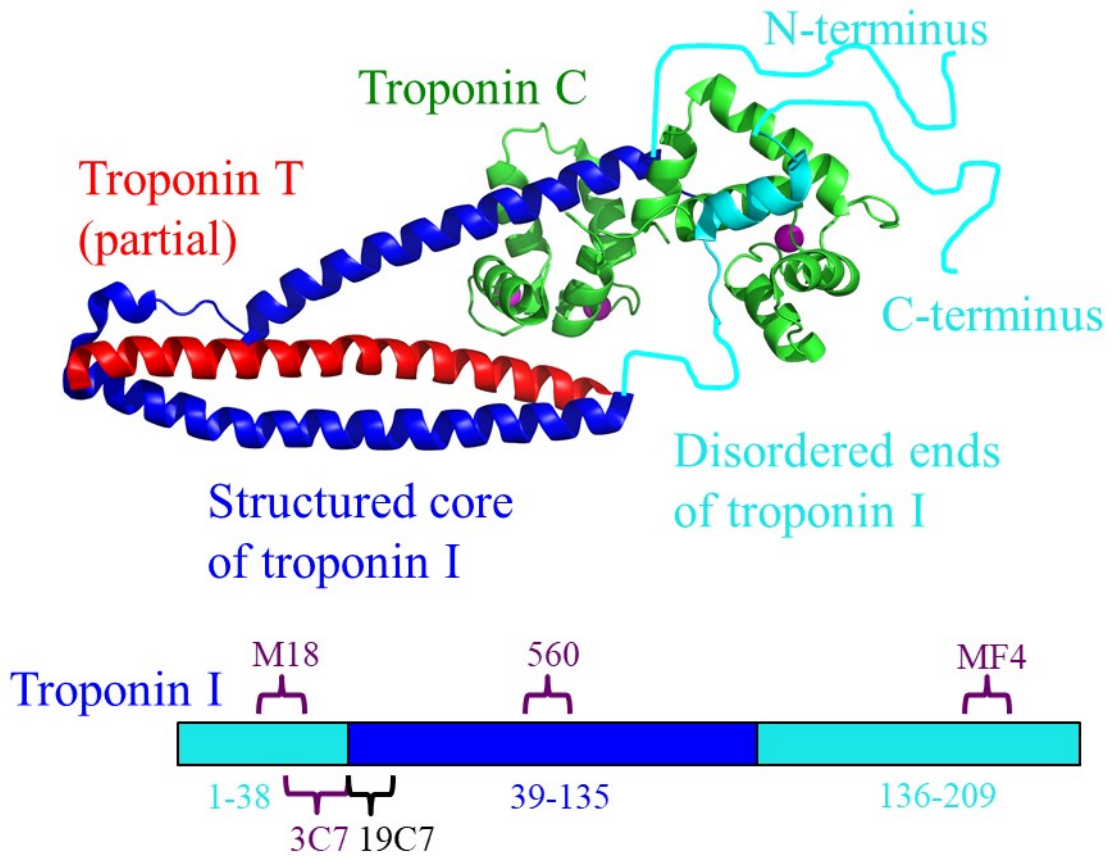 N-terminus
Troponin C
Troponin T
(partial)
C-terminus
Disordered ends
of troponin I
Structured core
of troponin I
M18
560
MF4
Troponin I
1-38
39-135
136-209
3C7
19C7